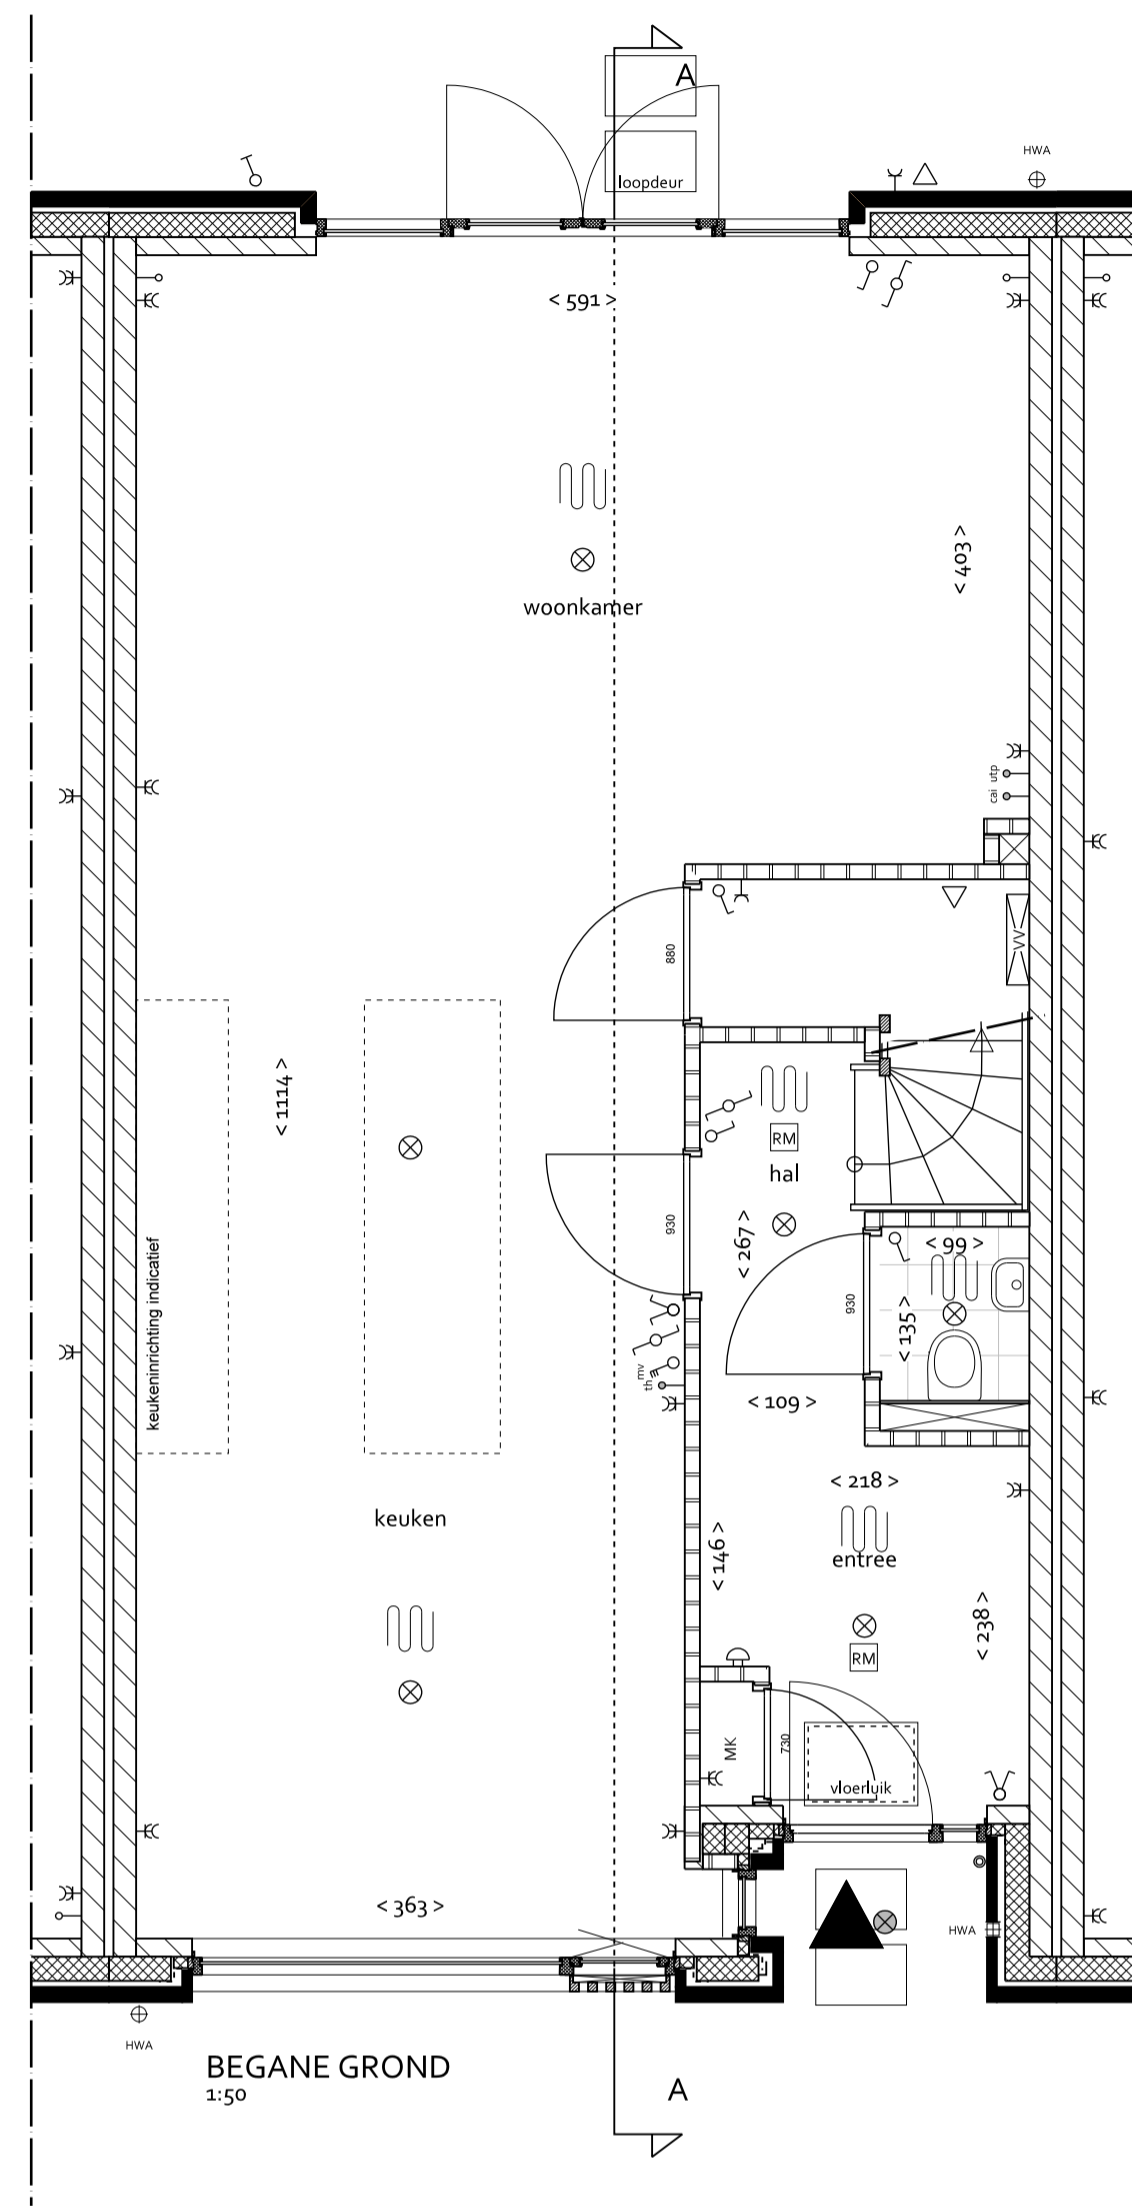 A
loopdeur
HWA
< 591 >
< 403 >
woonkamer
utp
cai
880
VV
< 1114 >
RM
hal
930
< 267 >
< 99 >
keukeninrichting indicatief
930
< 135 >
mv
th
< 109 >
< 218 >
keuken
< 146 >
entree
< 238 >
RM
MK
730
vloerluik
< 363 >
HWA
HWA
BEGANE GROND
1:50
A